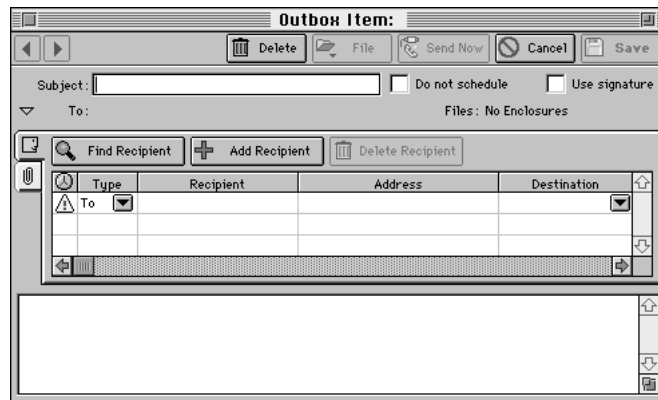 Outbox Item:
Delete File Send Now Cancel Save
Subject: Do not schedule Use signature
To: Files: No Enclosures
Find Recipient Add Recipient Delete Recipient
Type Recipient Address Destination
To